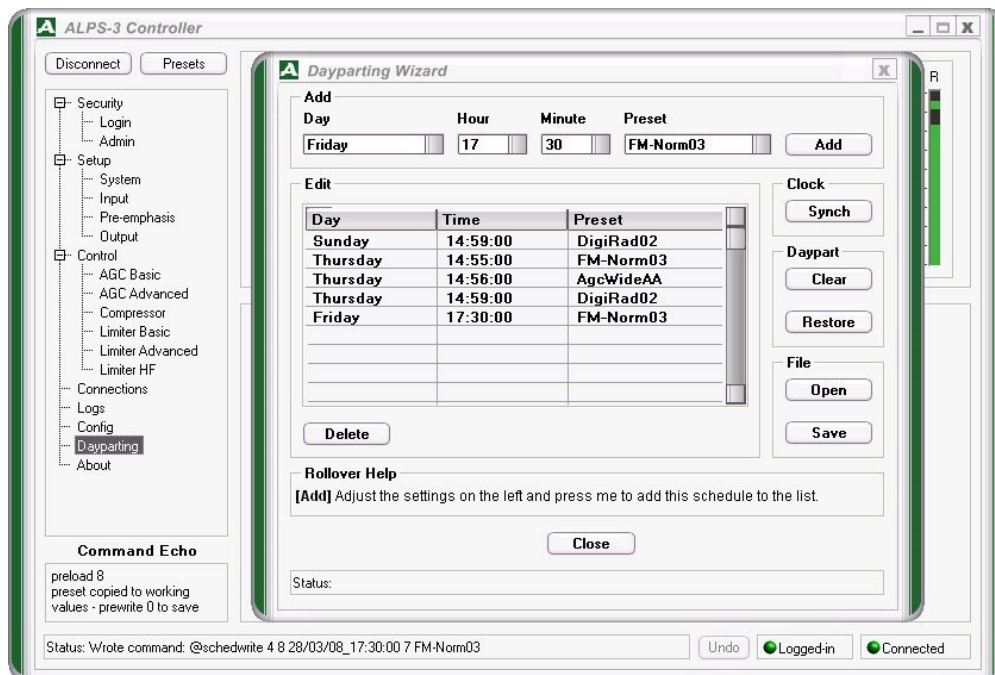 ALPS-3 Controller
Disconnect Presets
Security
Login
Admin
Setup
System
Input
Pre-emphasis
Output
Control
AGC Basic
AGC Advanced
Compressor
Limiter Basic
Limiter Advanced
Limiter HF
Connections
Logs
Config
Dayparting
About
Command Echo
preload 8
preset copied to working
values - prewrite 0 to save
R
A Dayparting Wizard
Add
Day Hour Minute Preset
Friday 17 30 FM-Norm03 Add
Edit
Day Time Preset
Sunday 14:59:00 DigiRad02
Thursday 14:55:00 FM-Norm03
Thursday 14:56:00 AgcWideAA
Thursday 14:59:00 DigiRad02
Friday 17:30:00 FM-Norm03
Delete
Clock
Synch
Daypart
Clear
Restore
File
Open
Save
Rollover Help
[Add] Adjust the settings on the left and press me to add this schedule to the list.
Close
Status:
Status: Wrote command: @schedwrite 4 8 28/03/08_17:30:00 7 FM-Norm03
Undo Logged-in Connected